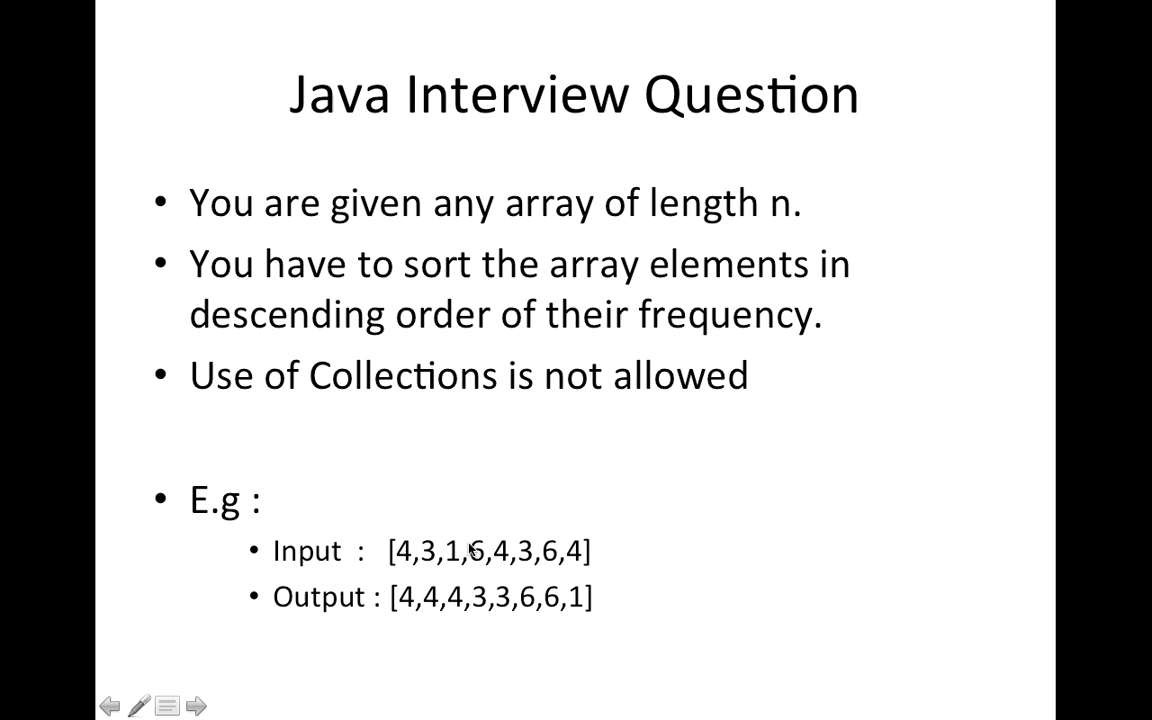 Java Interview Question
• You are given any array of length n.
• You have to sort the array elements in
descending order of their frequency.
• Use of Collections is not allowed
• E.g :
• Input : [4,3,1,6,4,3,6,4]
• Output : [4,4,4,3,3,6,6,1]